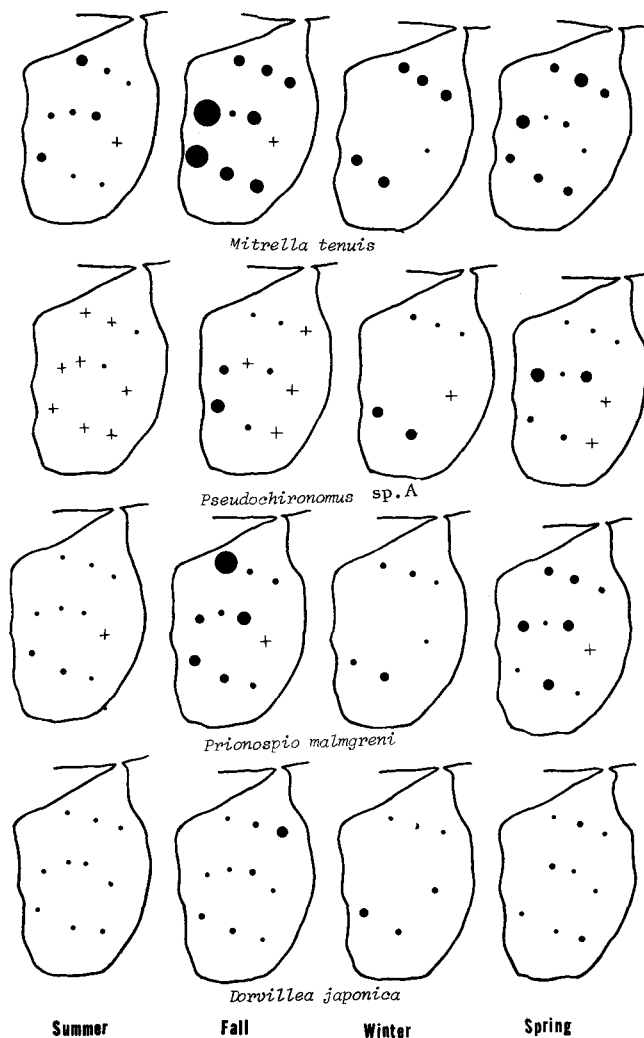 Mitrella tenuis
Pseudochironomus sp.A
Prionospio malmgreni
Dorvillea japonica
Summer Fall Winter Spring